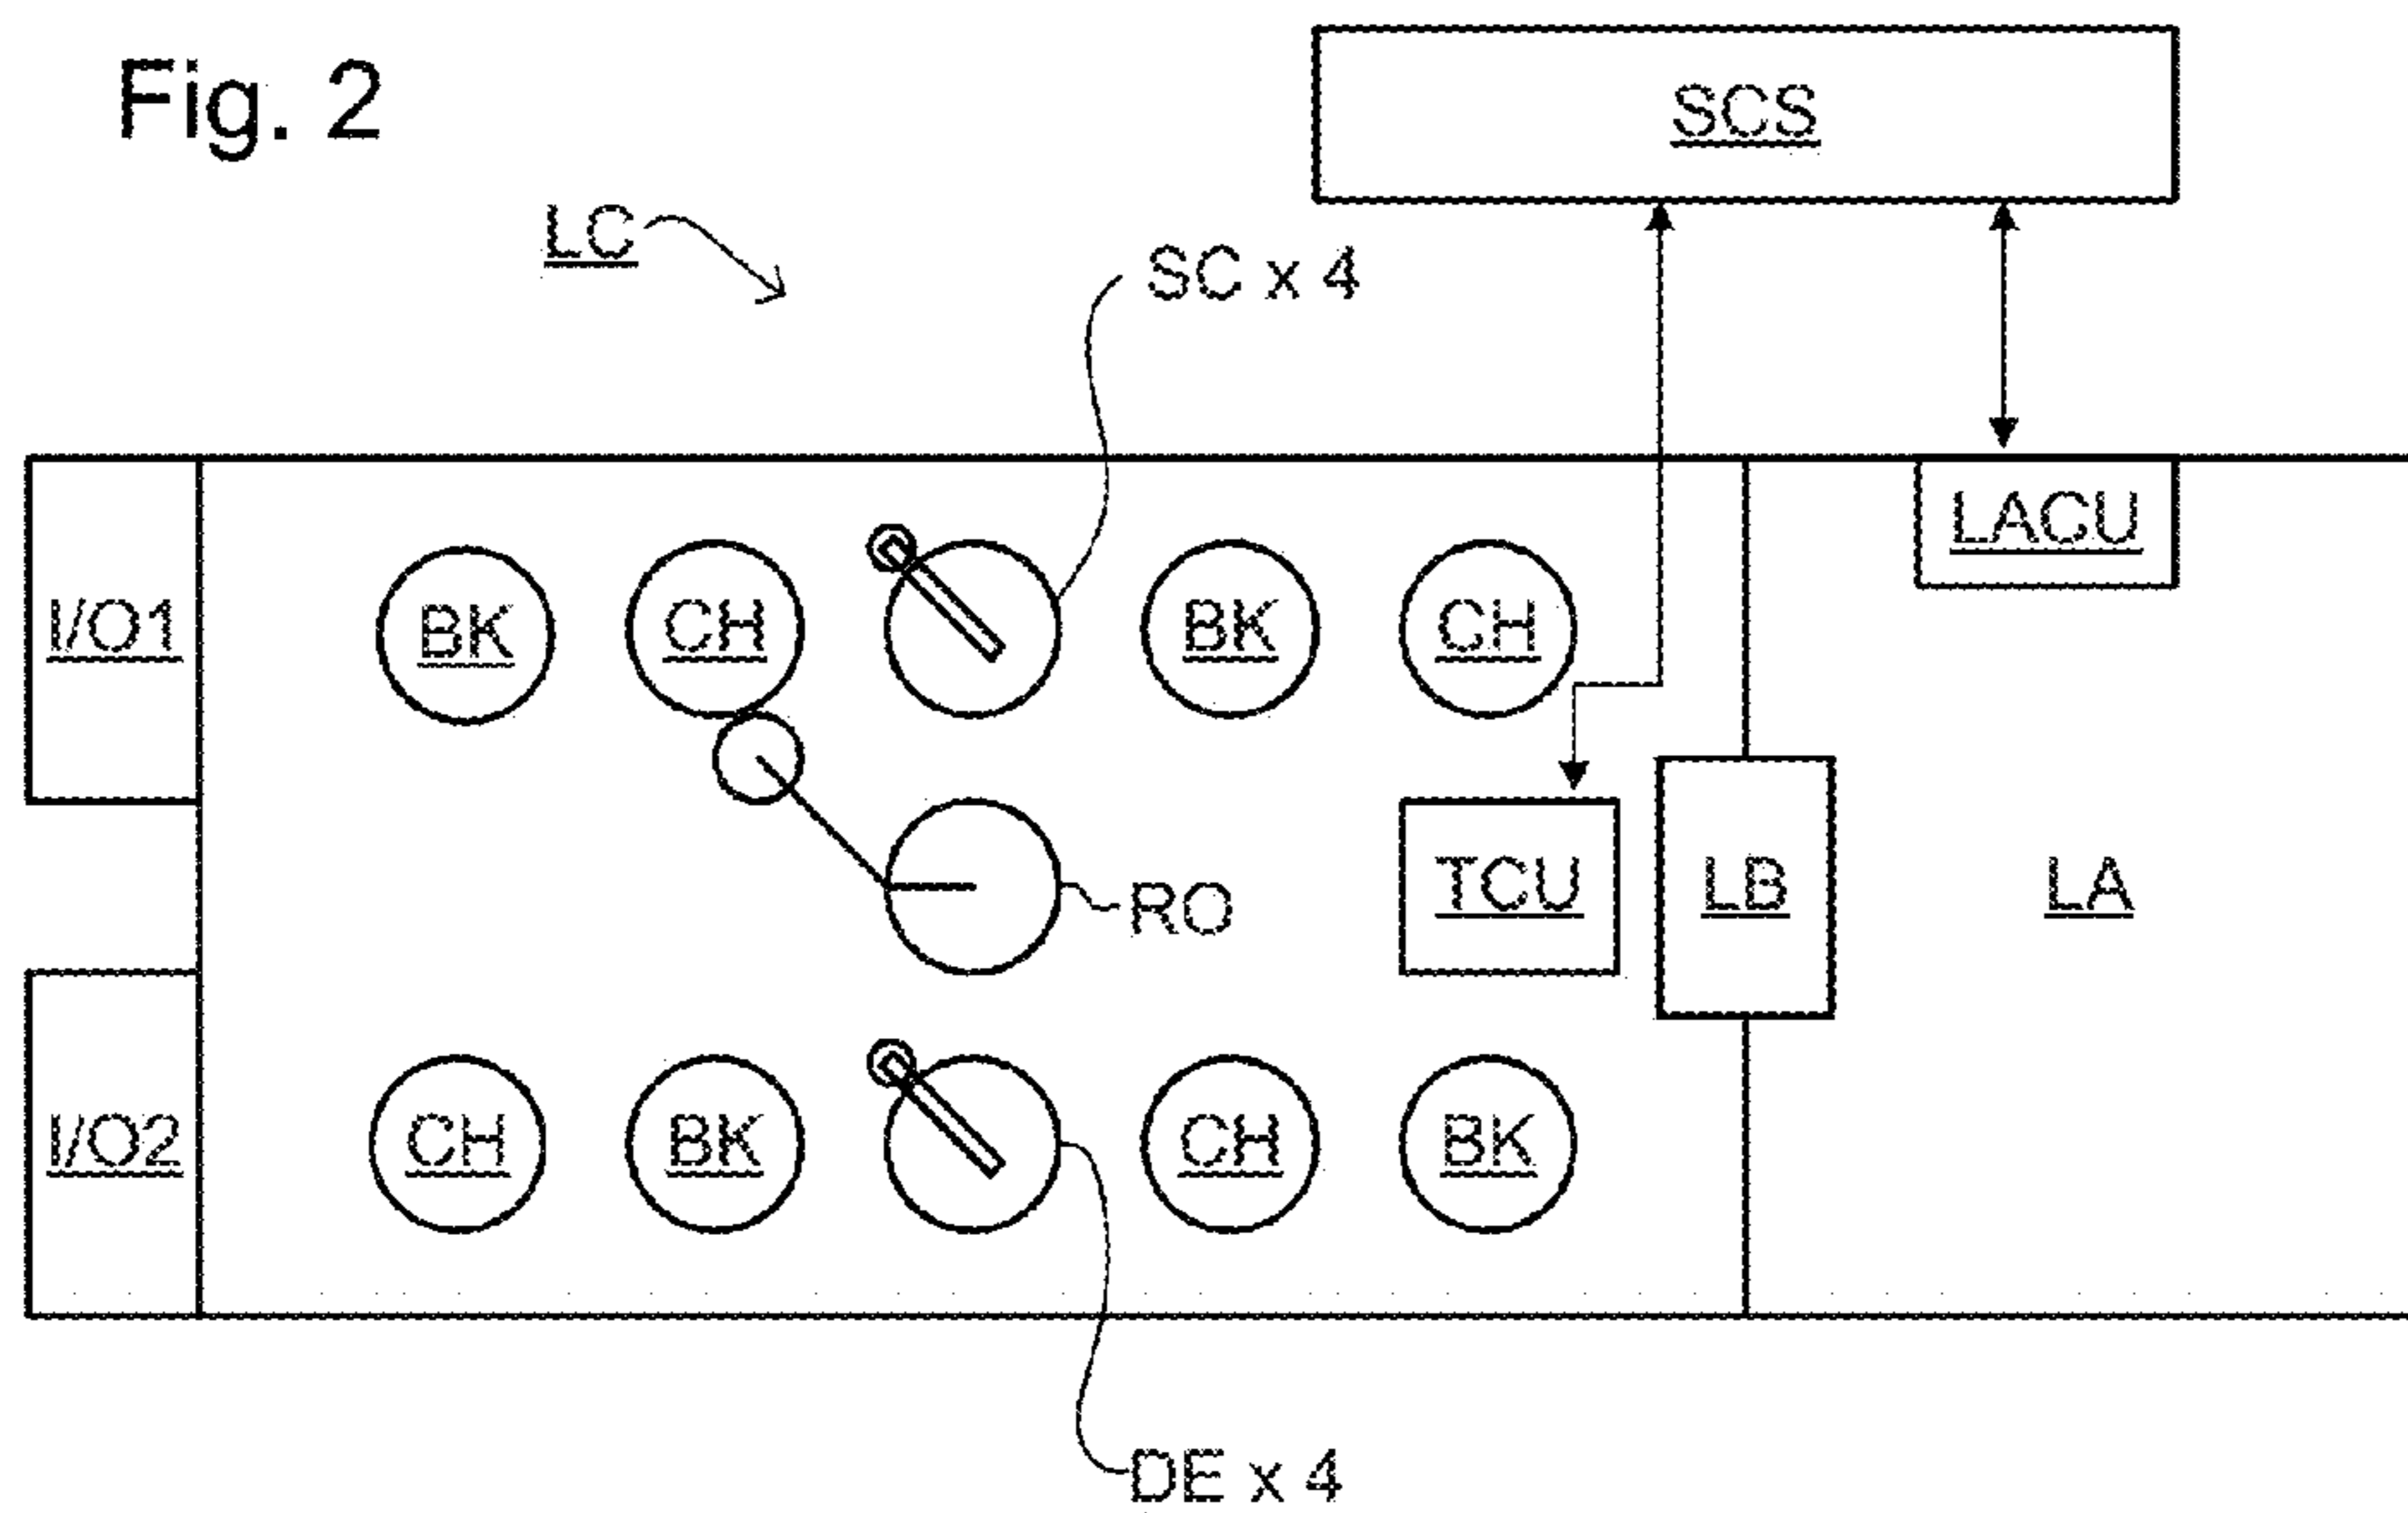 Fig. 2
SCS
LC
SC x 4
LACU
I/O1
BK
CH
BK
CH
RO
TCU
LB
LA
I/O2
CH
BK
CH
BK
DE x 4